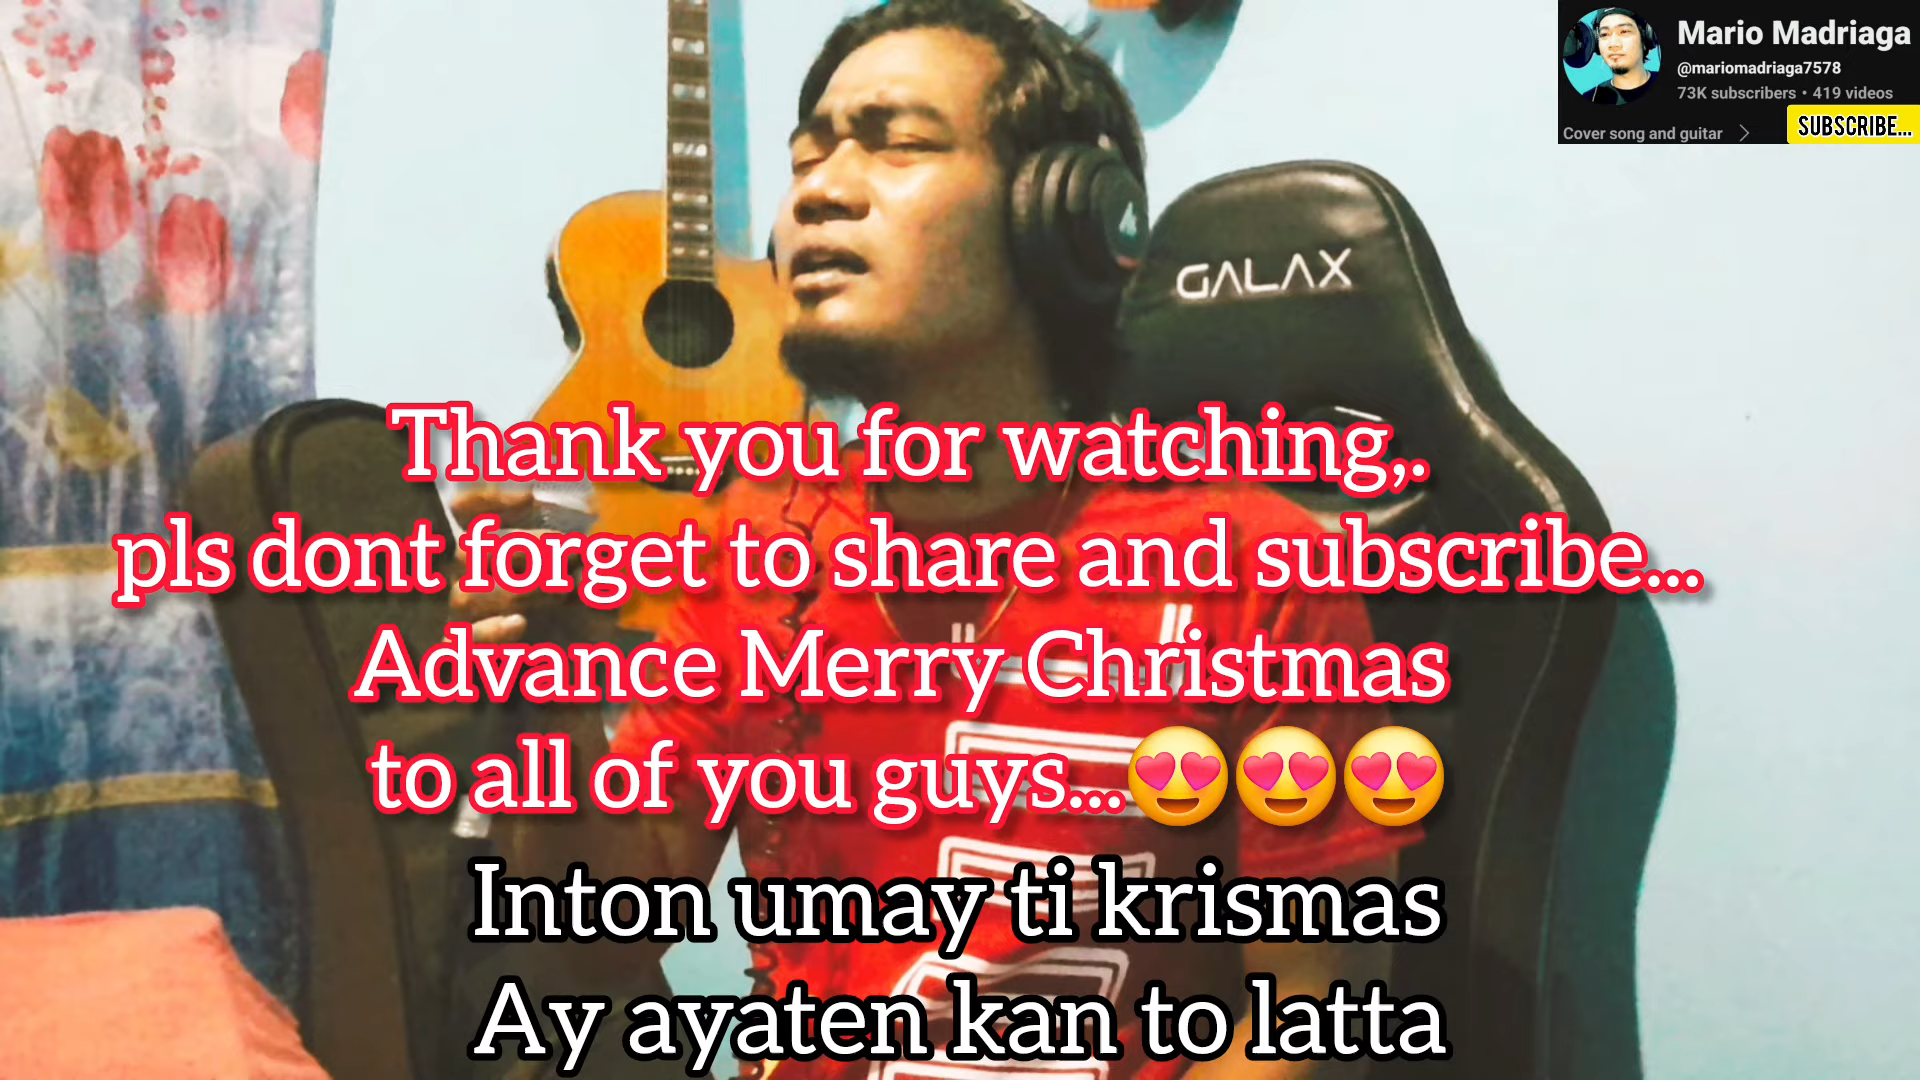 Mario Madriaga
@mariomadriaga7578
73K subscribers • 419 videos
Cover song and guitar
SUBSCRIBE...
GALAX
Thank you for watching,.
pls dont forget to share and subscribe...
Advance Merry Christmas
to all of you guys...😍😍😍
Inton umay ti krismas
Ay ayaten kan to latta